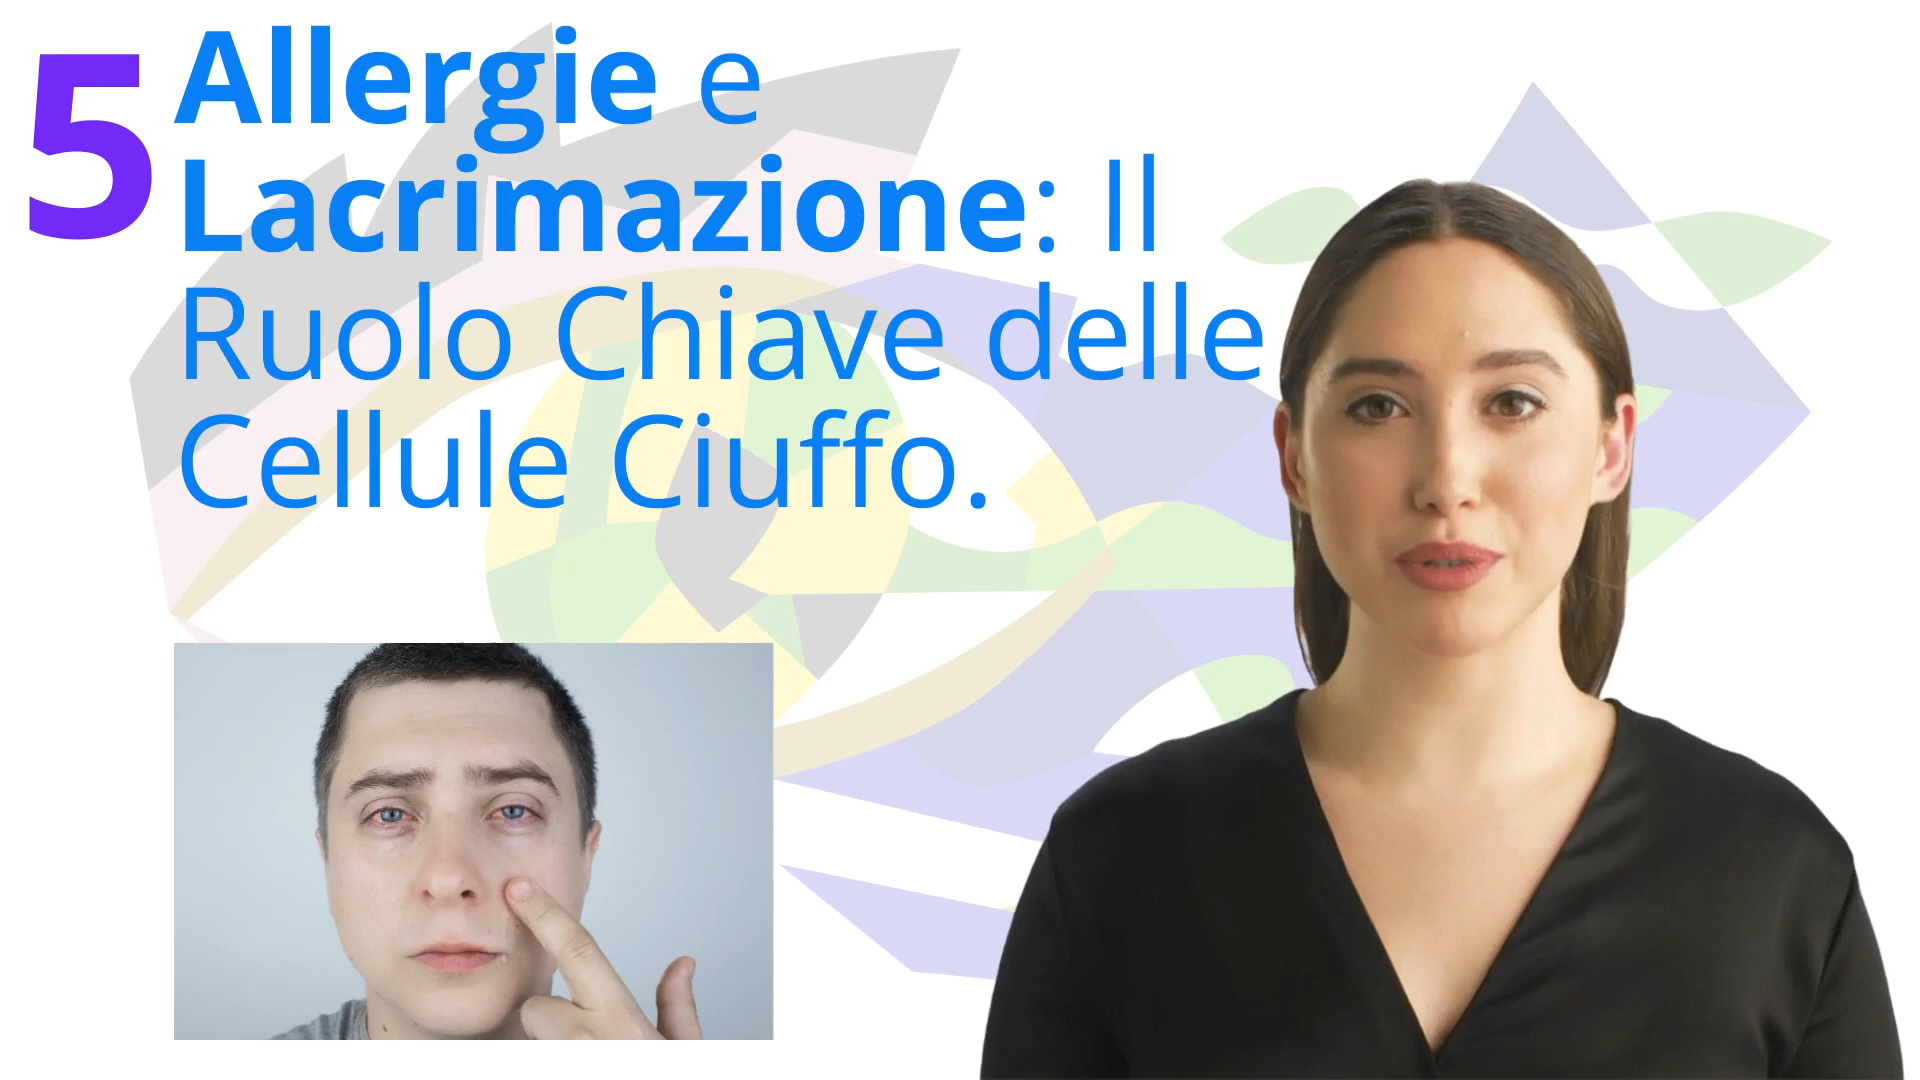 5
Allergie e
Lacrimazione: Il
Ruolo Chiave delle
Cellule Ciuffo.